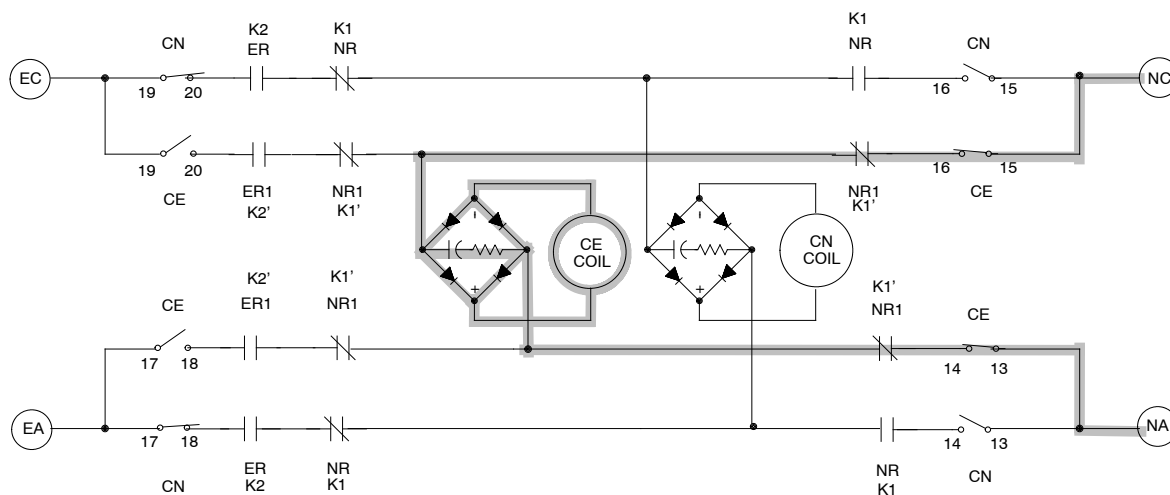 K2 K1 K1
CN ER NR NR CN
EC NC
19 20 16 15
19 20 16 15
CE ER1 NR1 NR1 CE
K2' K1' K1'
- -
CE CN
COIL COIL
+ +
K2' K1' K1'
CE ER1 NR1 NR1 CE
17 18 14 13
EA NA
17 18 14 13
ER NR NR CN
CN K2 K1 K1